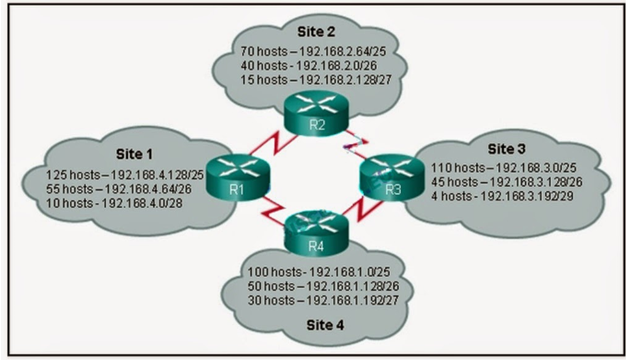 Site 2
70 hosts – 192.168.2.64/25
40 hosts - 192.168.2.0/26
15 hosts – 192.168.2.128/27
R2
Site 1
125 hosts – 192.168.4.128/25
55 hosts – 192.168.4.64/26
10 hosts - 192.168.4.0/28
R1
Site 3
110 hosts – 192.168.3.0/25
45 hosts – 192.168.3.128/26
4 hosts - 192.168.3.192/29
R3
R4
100 hosts- 192.168.1.0/25
50 hosts – 192.168.1.128/26
30 hosts – 192.168.1.192/27
Site 4